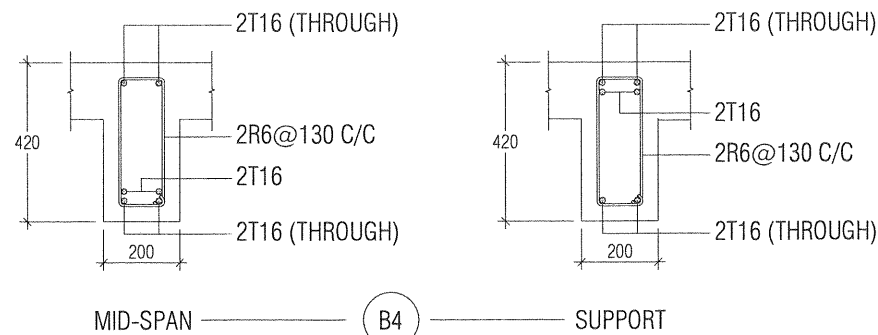 2T16 (THROUGH)
420
2R6@130 C/C
2T16
2T16 (THROUGH)
200
2T16 (THROUGH)
420
2T16
2R6@130 C/C
2T16 (THROUGH)
200
MID-SPAN B4 SUPPORT